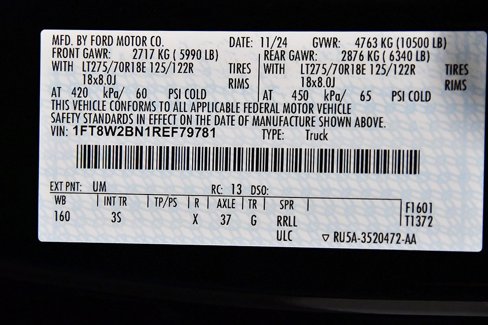 MFD. BY FORD MOTOR CO. DATE: 11/24 GVWR: 4763 KG (10500 LB)
FRONT GAWR: 2717 KG (5990 LB) REAR GAWR: 2876 KG (6340 LB)
WITH LT275/70R18E 125/122R TIRES WITH LT275/70R18E 125/122R TIRES
18x8.0J RIMS 18x8.0J RIMS
AT 420 kPa/ 60 PSI COLD AT 450 kPa/ 65 PSI COLD
THIS VEHICLE CONFORMS TO ALL APPLICABLE FEDERAL MOTOR VEHICLE
SAFETY STANDARDS IN EFFECT ON THE DATE OF MANUFACTURE SHOWN ABOVE.
VIN: 1FT8W2BN1REF79781 TYPE: Truck
EXT PNT: UM RC: 13 DSO:
WB INT TR TP/PS R AXLE TR SPR F1601
160 3S X 37 G RRLL T1372
ULC ▽ RU5A-3520472-AA